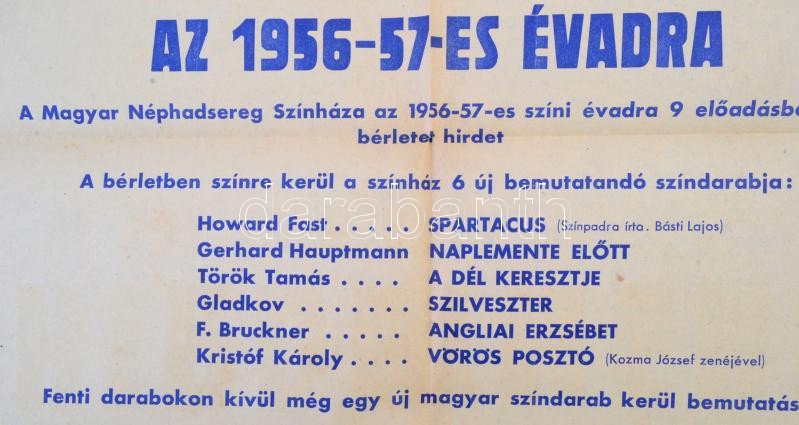 AZ 1956-57-ES ÉVADRA
A Magyar Néphadsereg Színháza az 1956-57-es színi évadra 9 előadásb
bérletet hirdet
A bérletben színre kerül a színház 6 új bemutatandó színdarabja:
Howard Fast . . . . . SPARTACUS (Színpadra írta. Básti Lajos)
Gerhard Hauptmann NAPLEMENTE ELŐTT
Török Tamás . . . . A DÉL KERESZTJE
Gladkov . . . . . . . SZILVESZTER
F. Bruckner . . . . . ANGLIAI ERZSÉBET
Kristóf Károly . . . . VÖRÖS POSZTÓ (Kozma József zenéjével)
Fenti darabokon kívül még egy új magyar színdarab kerül bemutatás
darabanth